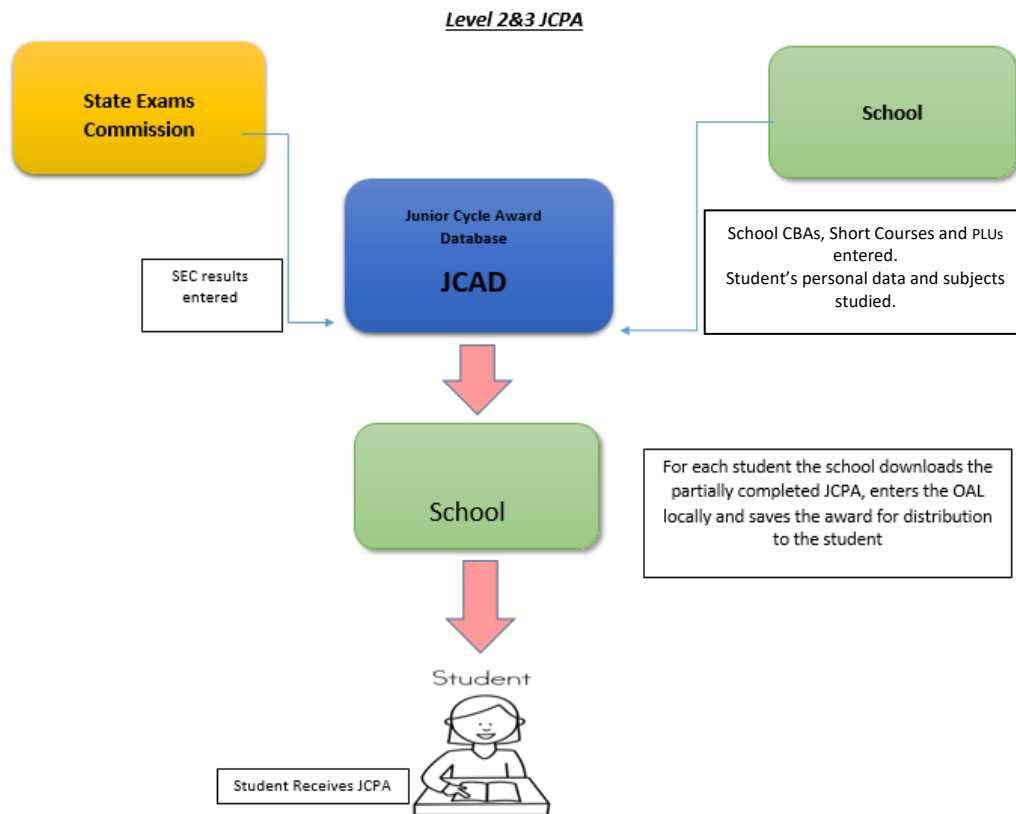 Level 2&3 JCPA
State Exams
Commission
School
Junior Cycle Award
Database
JCAD
SEC results
entered
School CBAs, Short Courses and PLUs
entered.
Student’s personal data and subjects
studied.
School
For each student the school downloads the
partially completed JCPA, enters the OAL
locally and saves the award for distribution
to the student
Student
Student Receives JCPA